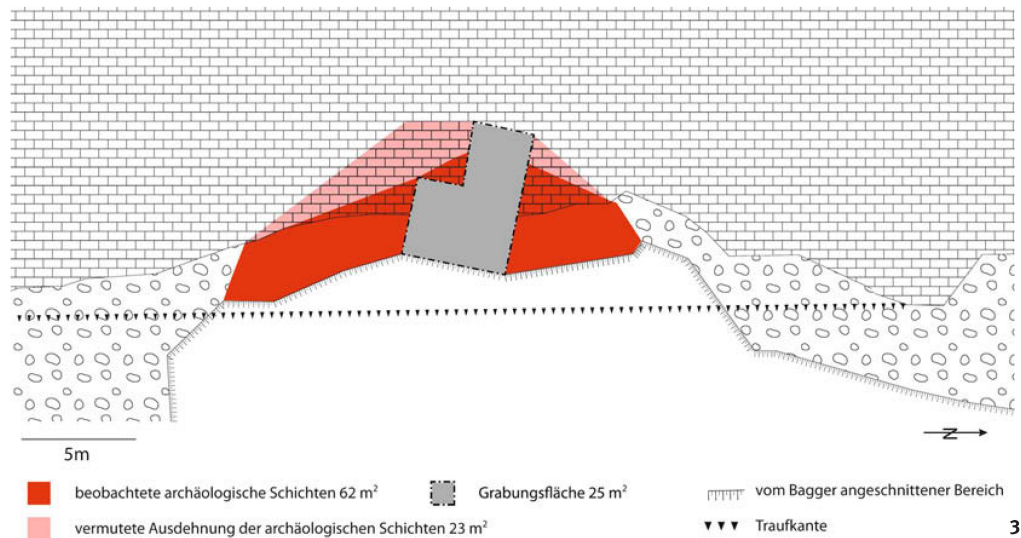 5m
N
beobachtete archäologische Schichten 62 m²
Grabungsfläche 25 m²
vom Bagger angeschnittener Bereich
vermutete Ausdehnung der archäologischen Schichten 23 m²
Traufkante
3